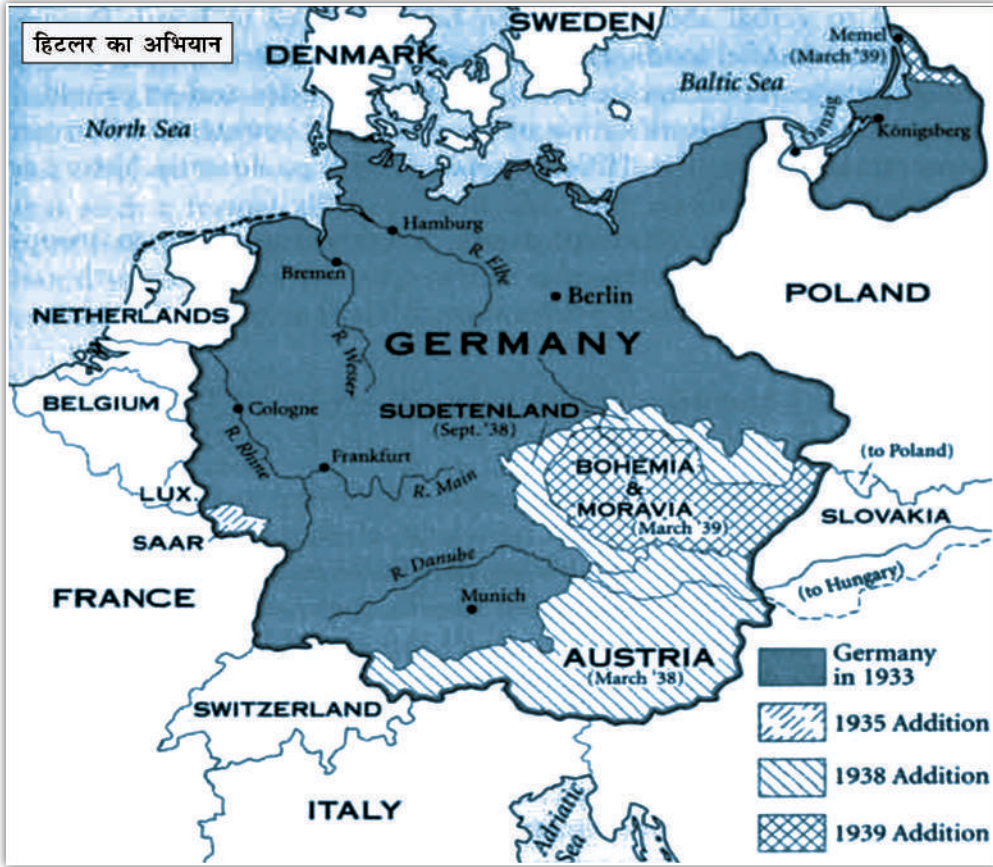 हिटलर का अभियान
SWEDEN
DENMARK
Memel
(March '39)
Baltic Sea
North Sea
Danzig
Königsberg
Hamburg
R. Elbe
Bremen
Berlin
POLAND
NETHERLANDS
GERMANY
R. Wesser
BELGIUM
Cologne
SUDETENLAND
(Sept. '38)
R. Rhine
Frankfurt
R. Main
BOHEMIA
&
MORAVIA
(March '39)
(to Poland)
LUX.
SLOVAKIA
SAAR
R. Danube
(to Hungary)
FRANCE
Munich
AUSTRIA
(March '38)
SWITZERLAND
ITALY
Adriatic
Sea
Germany
in 1933
1935 Addition
1938 Addition
1939 Addition